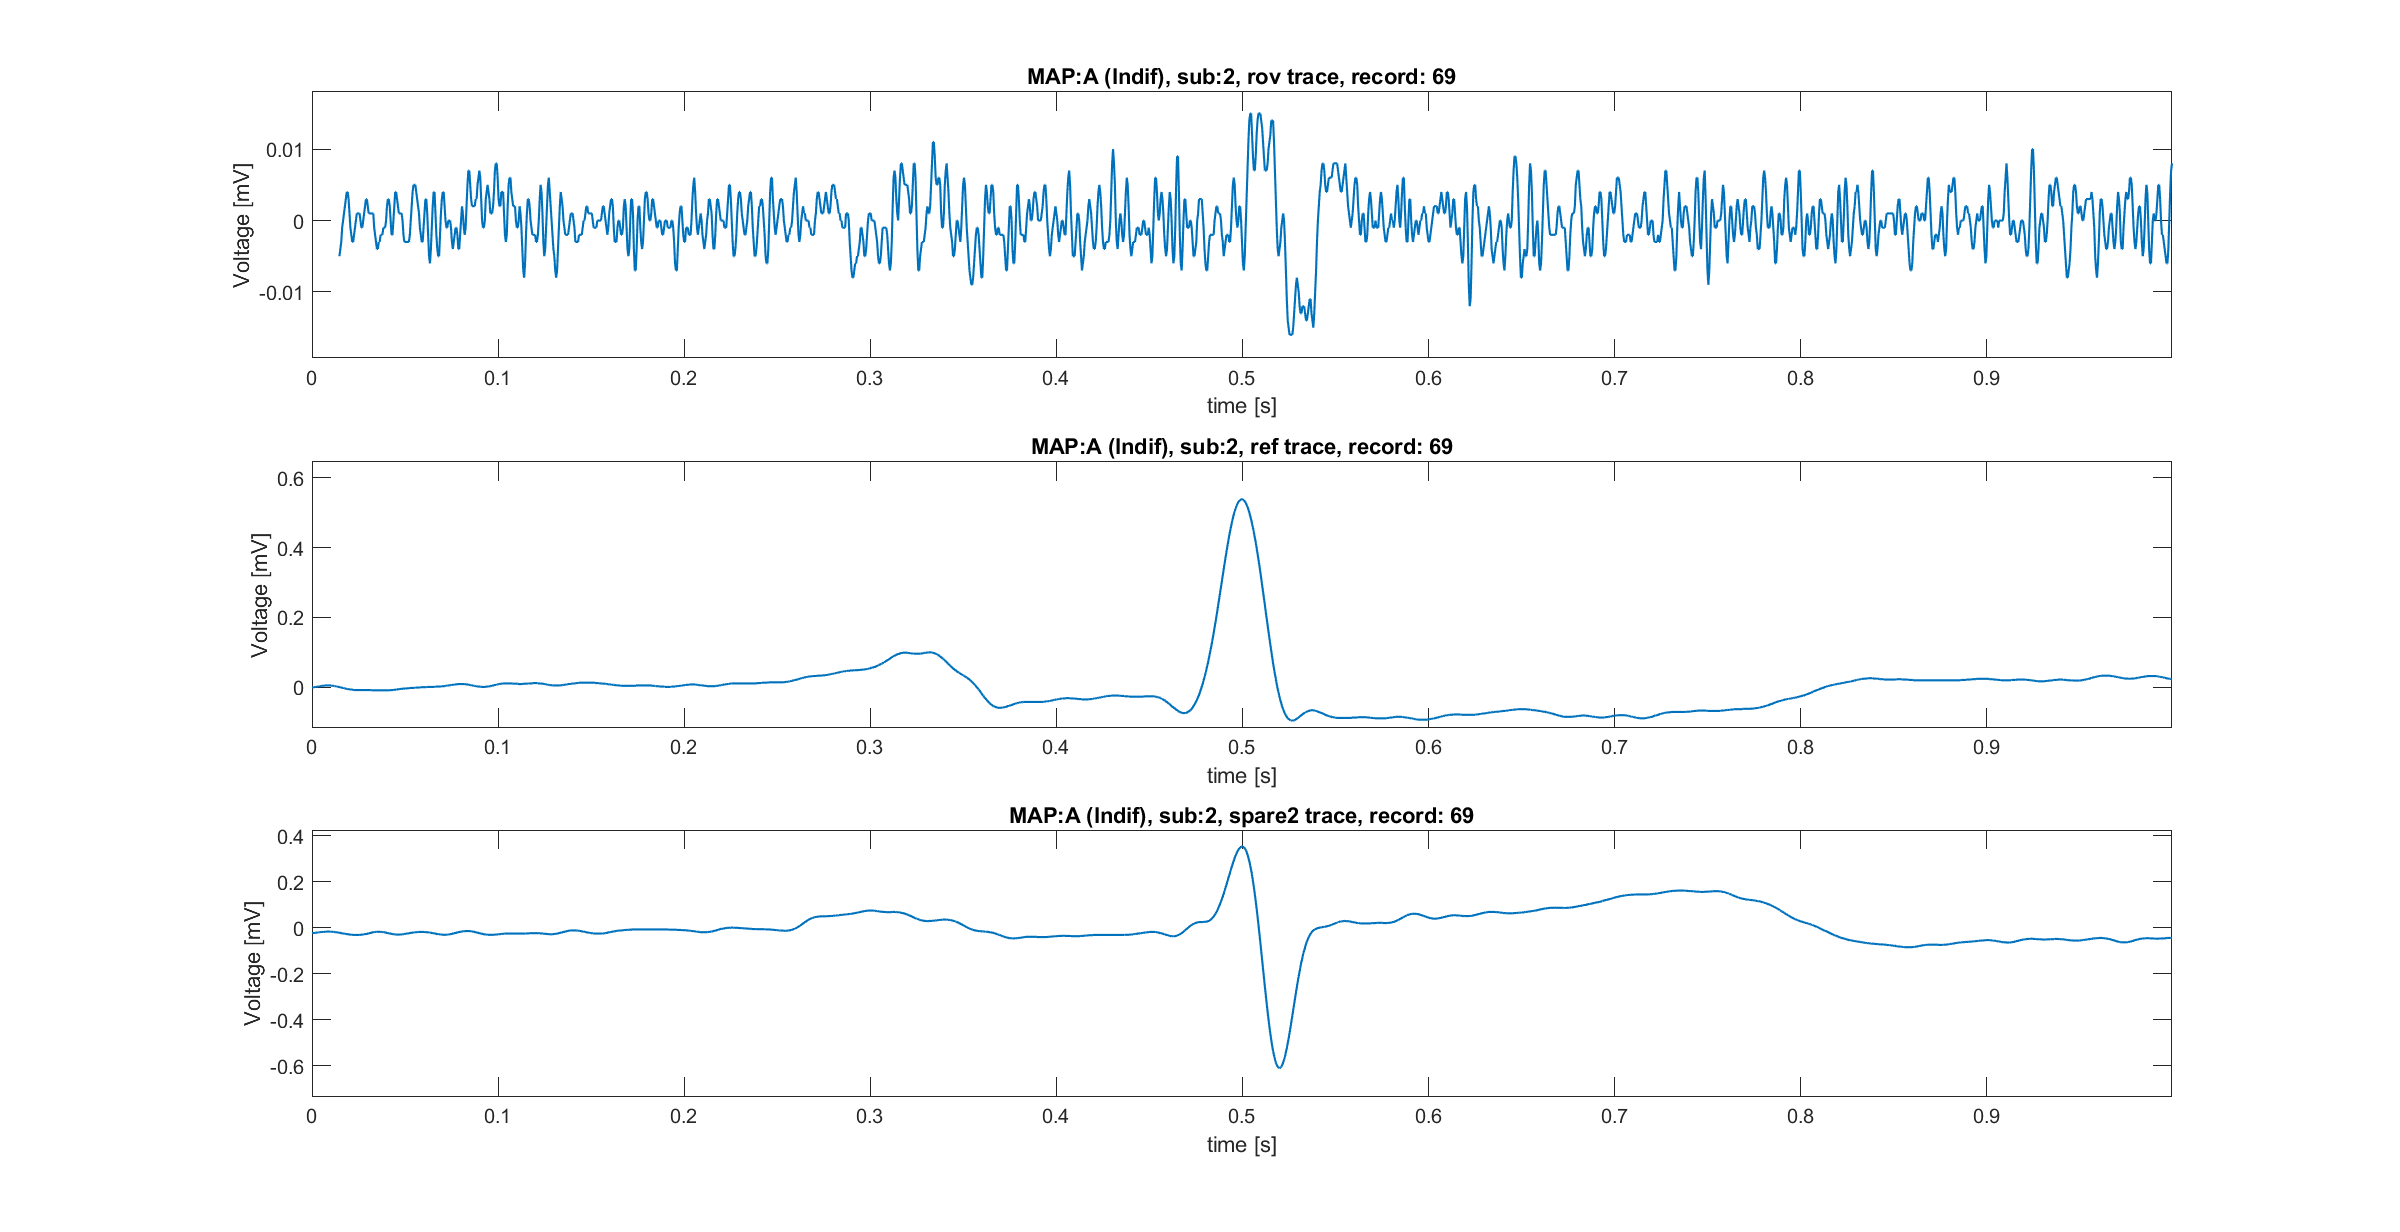 MAP:A (Indif), sub:2, rov trace, record: 69
Voltage [mV]
0.01
0
-0.01
0 0.1 0.2 0.3 0.4 0.5 0.6 0.7 0.8 0.9
time [s]
MAP:A (Indif), sub:2, ref trace, record: 69
Voltage [mV]
0.6
0.4
0.2
0
0 0.1 0.2 0.3 0.4 0.5 0.6 0.7 0.8 0.9
time [s]
MAP:A (Indif), sub:2, spare2 trace, record: 69
Voltage [mV]
0.4
0.2
0
-0.2
-0.4
-0.6
0 0.1 0.2 0.3 0.4 0.5 0.6 0.7 0.8 0.9
time [s]